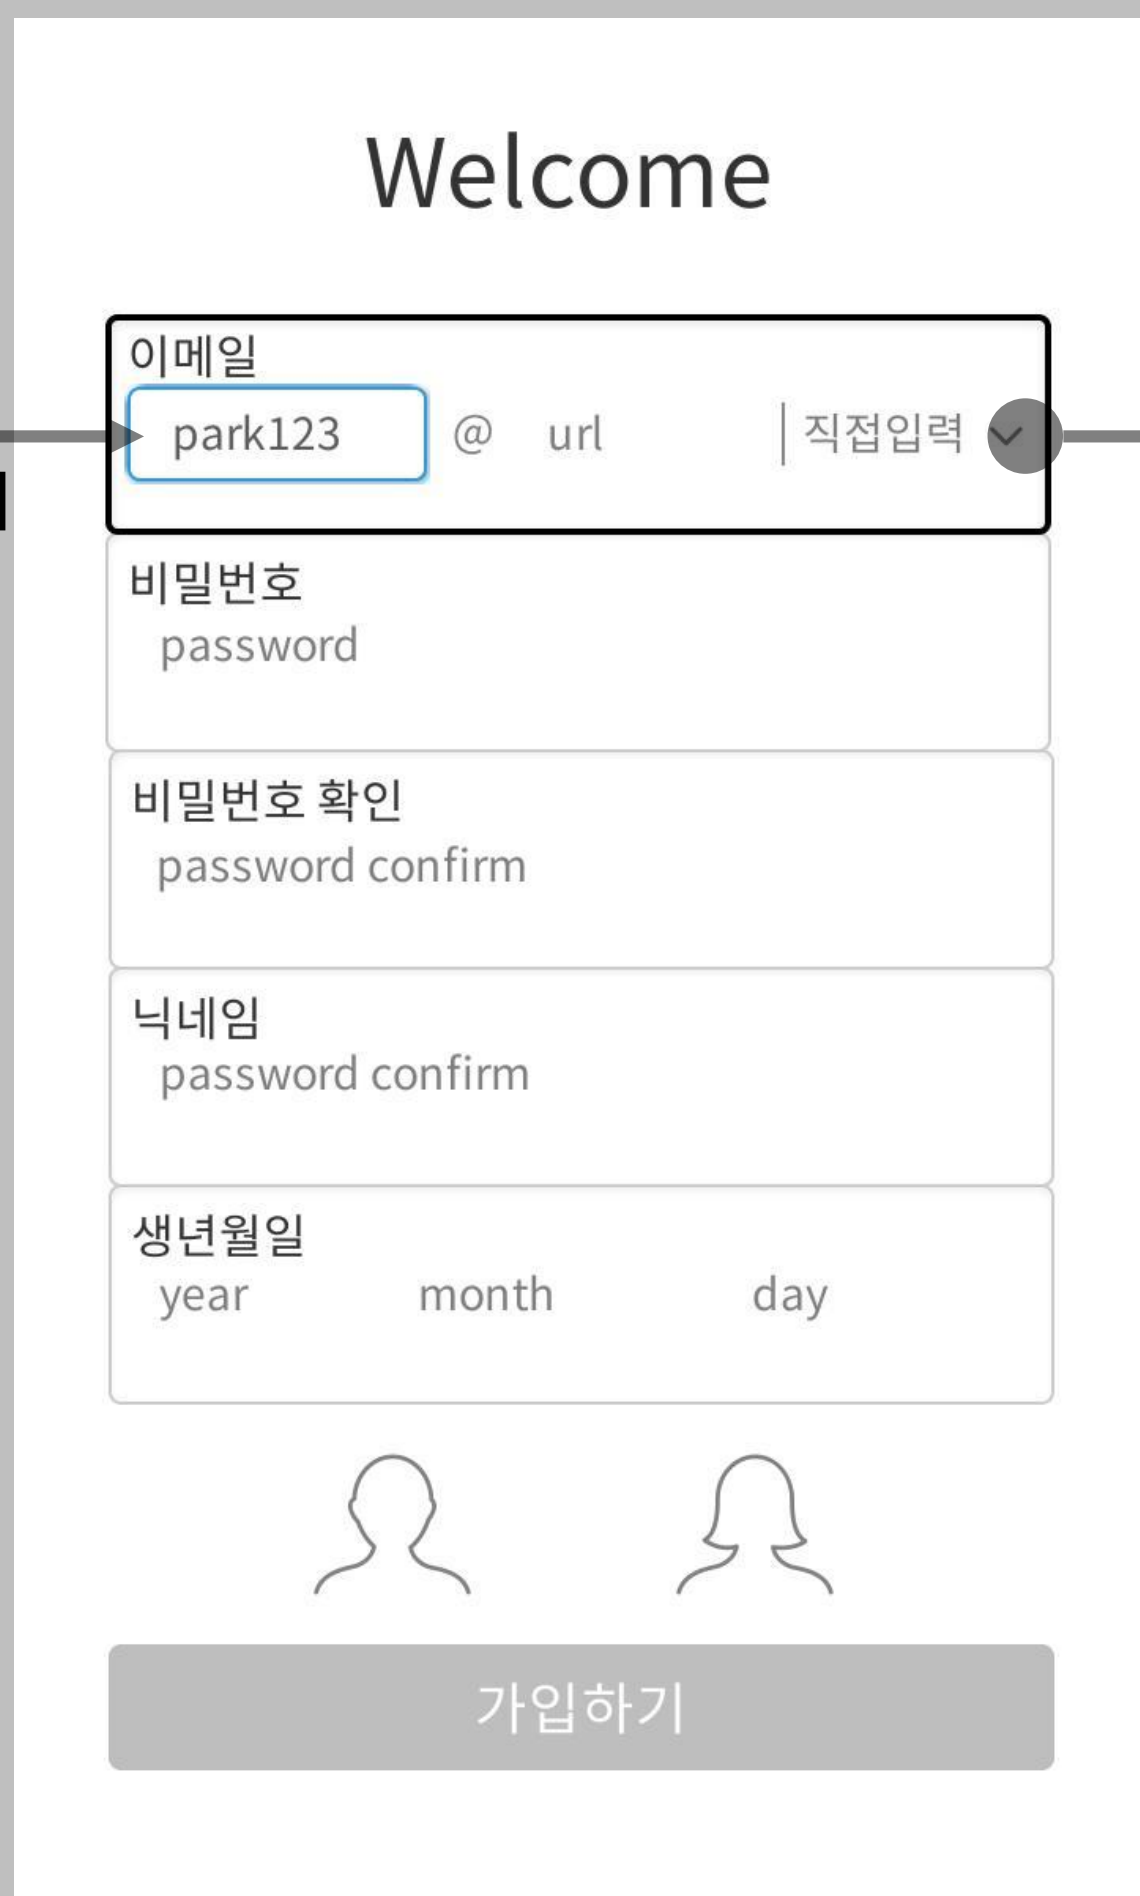 Welcome
이메일
park123 @ url 직접입력
비밀번호
password
비밀번호 확인
password confirm
닉네임
password confirm
생년월일
year month day
가입하기